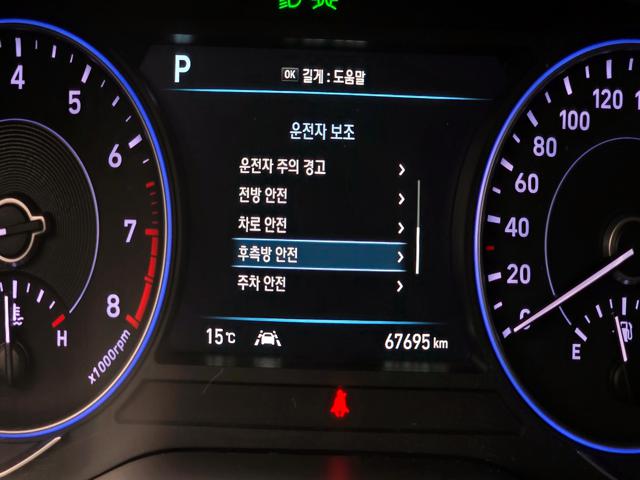 P
OK 길게 : 도움말
운전자 보조
운전자 주의 경고
전방 안전
차로 안전
후측방 안전
주차 안전
15℃
67695 km
4
5
6
7
8
x1000rpm
H
120
100
80
60
40
20
0
E